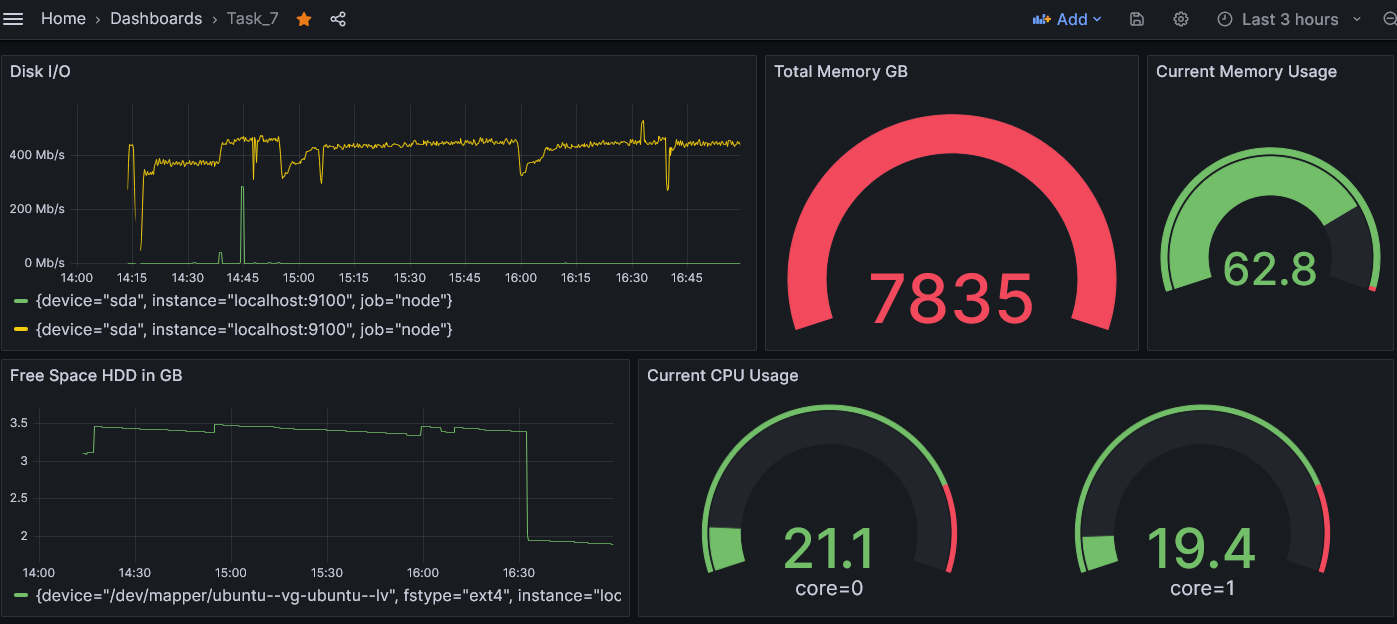 Home › Dashboards › Task_7
Add
Last 3 hours
Disk I/O
400 Mb/s
200 Mb/s
0 Mb/s
14:00 14:15 14:30 14:45 15:00 15:15 15:30 15:45 16:00 16:15 16:30 16:45
{device="sda", instance="localhost:9100", job="node"}
{device="sda", instance="localhost:9100", job="node"}
Total Memory GB
7835
Current Memory Usage
62.8
Free Space HDD in GB
3.5
3
2.5
2
14:00 14:30 15:00 15:30 16:00 16:30
{device="/dev/mapper/ubuntu--vg-ubuntu--lv", fstype="ext4", instance="loc
Current CPU Usage
21.1
core=0
19.4
core=1